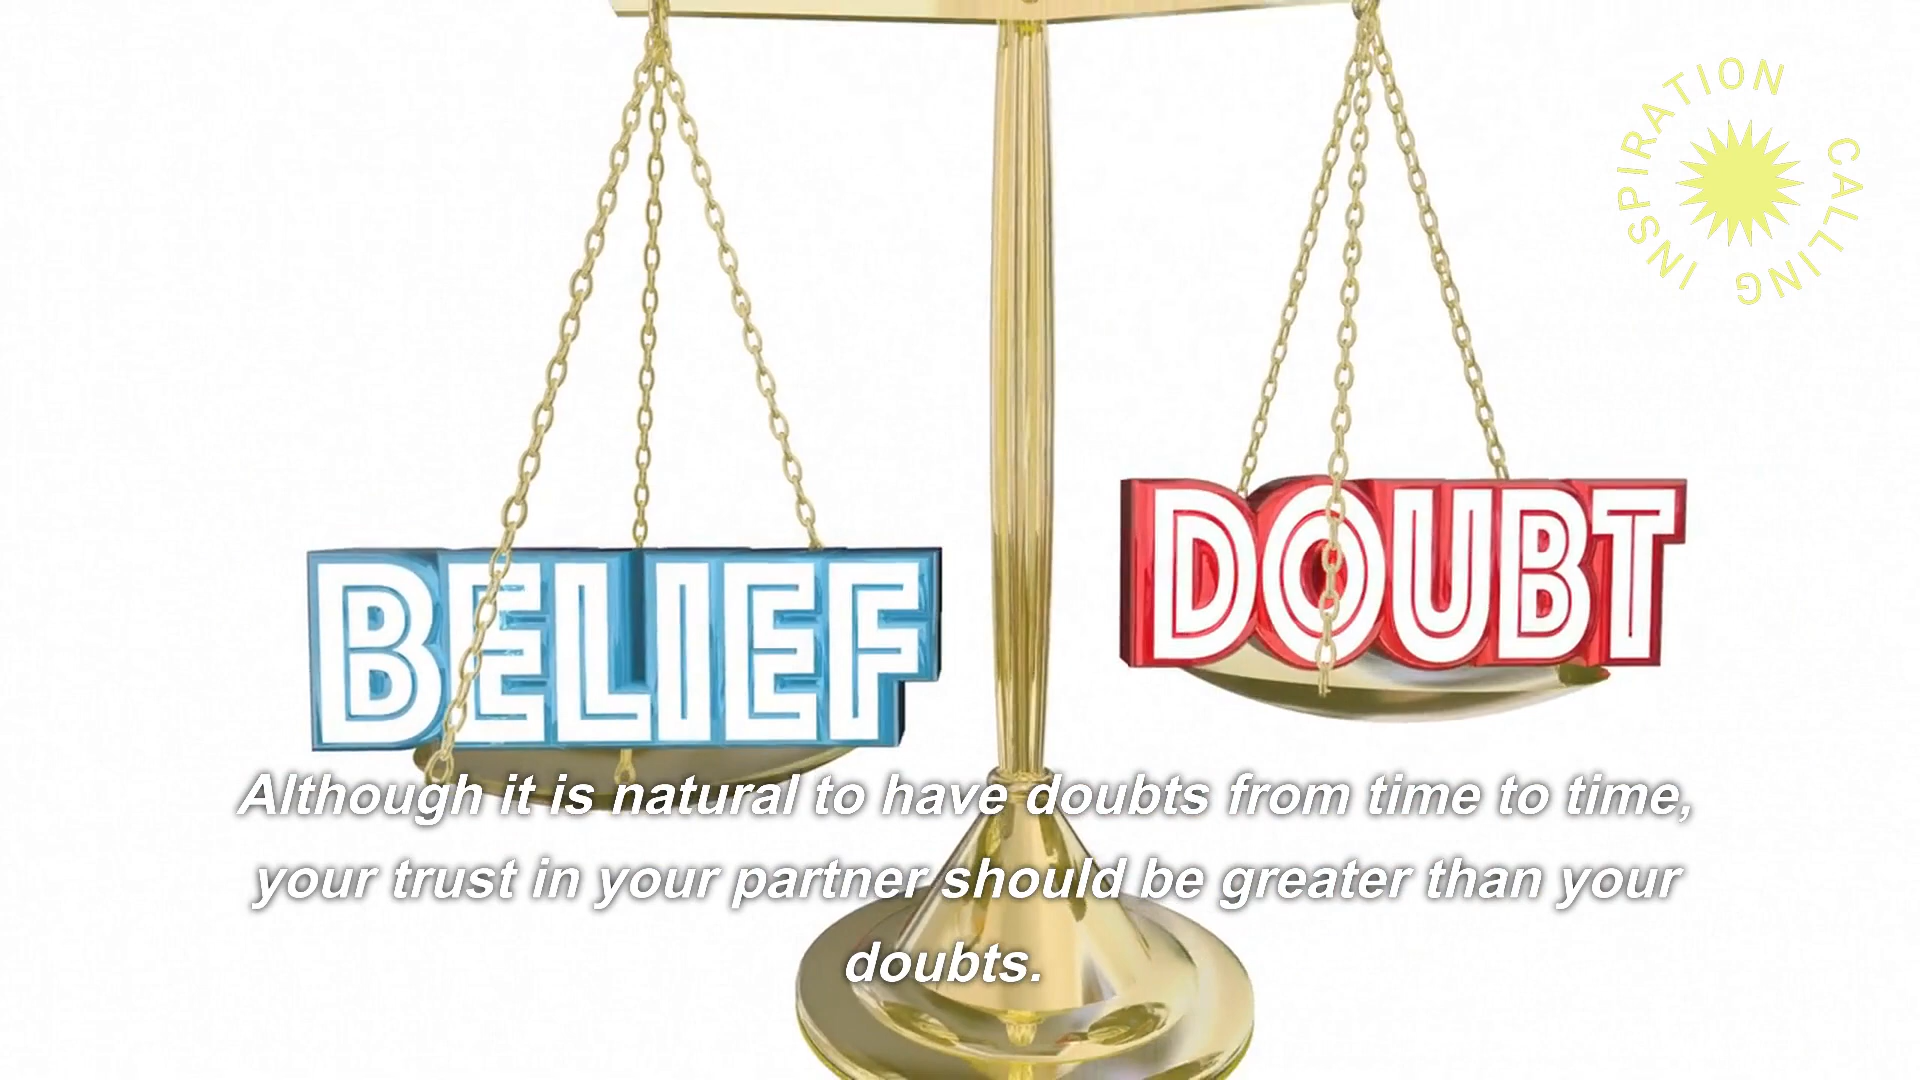 INSPIRATION CALLING
BELIEF
DOUBT
Although it is natural to have doubts from time to time,
your trust in your partner should be greater than your
doubts.